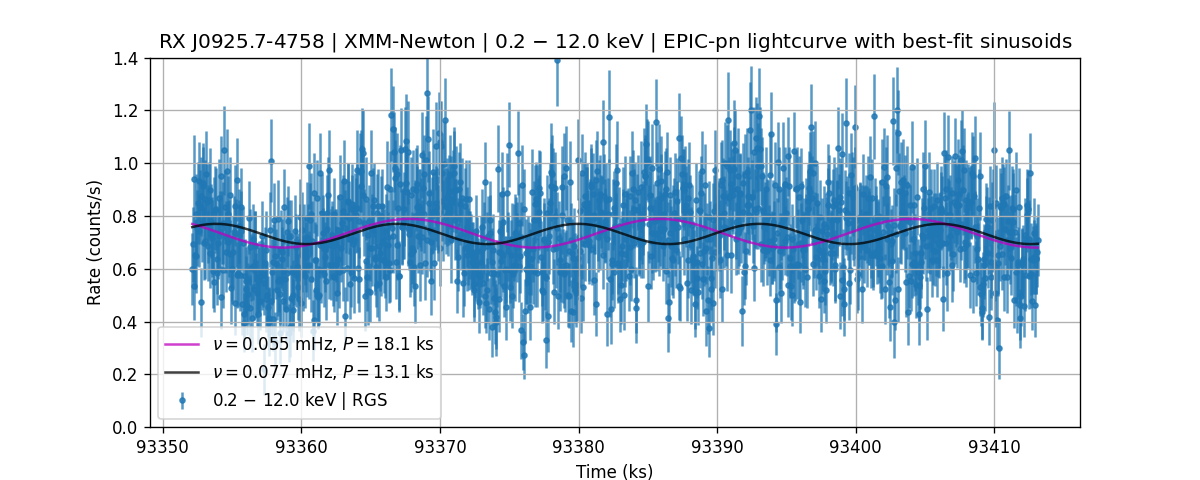 RX J0925.7-4758 | XMM-Newton | 0.2 − 12.0 keV | EPIC-pn lightcurve with best-fit sinusoids
1.4
1.2
1.0
0.8
0.6
0.4
0.2
0.0
Rate (counts/s)
ν = 0.055 mHz, P = 18.1 ks
ν = 0.077 mHz, P = 13.1 ks
0.2 − 12.0 keV | RGS
93350 93360 93370 93380 93390 93400 93410
Time (ks)